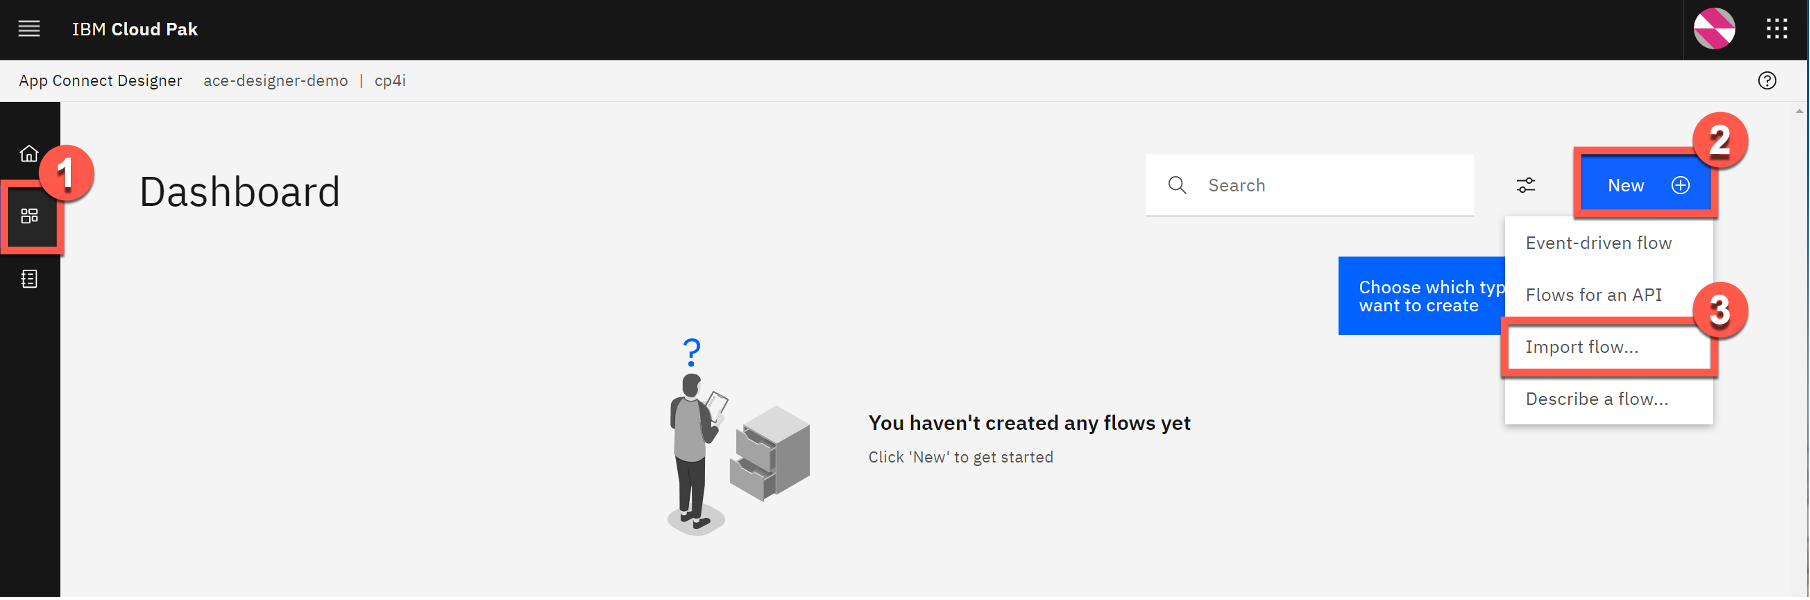 IBM Cloud Pak
App Connect Designer ace-designer-demo | cp4i
1
2
Dashboard
Search
New
Event-driven flow
Choose which typ
want to create
Flows for an API
3
Import flow...
Describe a flow...
?
You haven't created any flows yet
Click 'New' to get started